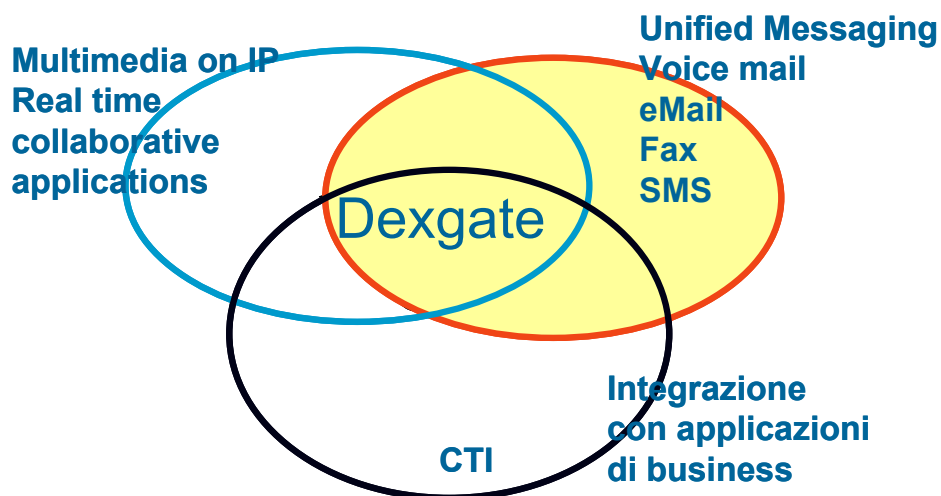 Multimedia on IP
Real time
collaborative
applications
Unified Messaging
Voice mail
eMail
Fax
SMS
Dexgate
Integrazione
con applicazioni
di business
CTI